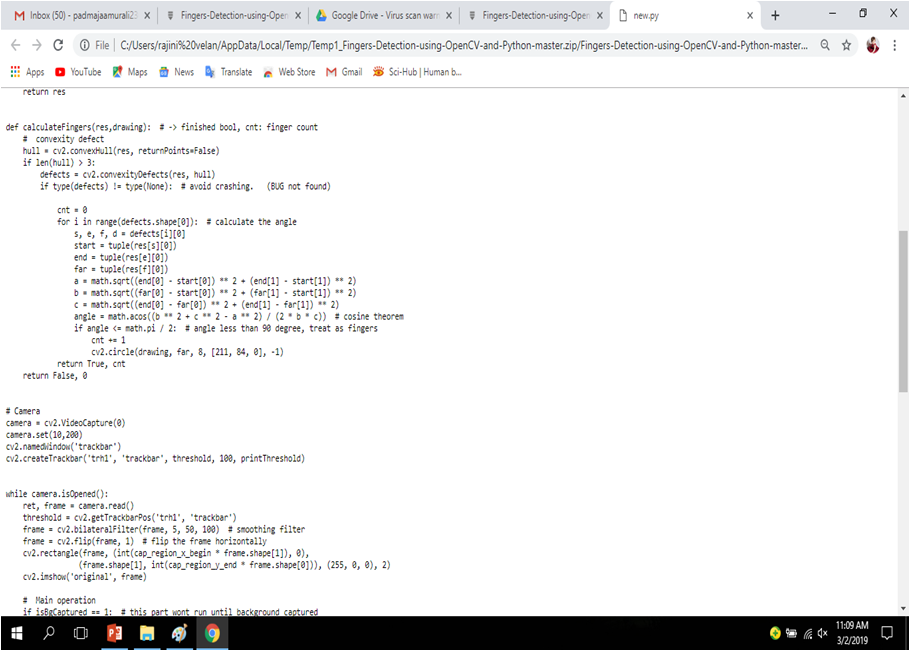 Inbox (50) - padmajaamurali23
Fingers-Detection-using-Open
Google Drive - Virus scan warn
Fingers-Detection-using-Open
new.py
File | C:/Users/rajini%20velan/AppData/Local/Temp/Temp1_Fingers-Detection-using-OpenCV-and-Python-master.zip/Fingers-Detection-using-OpenCV-and-Python-master...
Apps YouTube Maps News Translate Web Store Gmail Sci-Hub | Human b...
return res
def calculateFingers(res,drawing):  # -> finished bool, cnt: finger count
    #  convexity defect
    hull = cv2.convexHull(res, returnPoints=False)
    if len(hull) > 3:
        defects = cv2.convexityDefects(res, hull)
        if type(defects) != type(None):  # avoid crashing.   (BUG not found)
            cnt = 0
            for i in range(defects.shape[0]):  # calculate the angle
                s, e, f, d = defects[i][0]
                start = tuple(res[s][0])
                end = tuple(res[e][0])
                far = tuple(res[f][0])
                a = math.sqrt((end[0] - start[0]) ** 2 + (end[1] - start[1]) ** 2)
                b = math.sqrt((far[0] - start[0]) ** 2 + (far[1] - start[1]) ** 2)
                c = math.sqrt((end[0] - far[0]) ** 2 + (end[1] - far[1]) ** 2)
                angle = math.acos((b ** 2 + c ** 2 - a ** 2) / (2 * b * c))  # cosine theorem
                if angle <= math.pi / 2:  # angle less than 90 degree, treat as fingers
                    cnt += 1
                    cv2.circle(drawing, far, 8, [211, 84, 0], -1)
            return True, cnt
    return False, 0
# Camera
camera = cv2.VideoCapture(0)
camera.set(10,200)
cv2.namedWindow('trackbar')
cv2.createTrackbar('trh1', 'trackbar', threshold, 100, printThreshold)
while camera.isOpened():
    ret, frame = camera.read()
    threshold = cv2.getTrackbarPos('trh1', 'trackbar')
    frame = cv2.bilateralFilter(frame, 5, 50, 100)  # smoothing filter
    frame = cv2.flip(frame, 1)  # flip the frame horizontally
    cv2.rectangle(frame, (int(cap_region_x_begin * frame.shape[1]), 0),
                 (frame.shape[1], int(cap_region_y_end * frame.shape[0])), (255, 0, 0), 2)
    cv2.imshow('original', frame)
    #  Main operation
    if isBgCaptured == 1:  # this part wont run until background captured
11:09 AM
3/2/2019